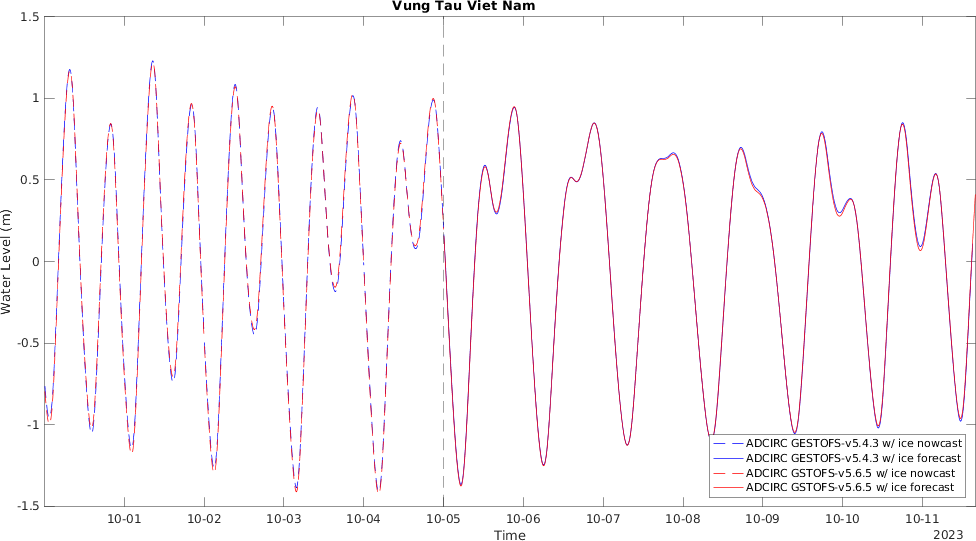 Vung Tau Viet Nam
1.5
1
0.5
0
-0.5
-1
-1.5
Water Level (m)
10-01 10-02 10-03 10-04 10-05 10-06 10-07 10-08 10-09 10-10 10-11
Time
2023
ADCIRC GESTOFS-v5.4.3 w/ ice nowcast
ADCIRC GESTOFS-v5.4.3 w/ ice forecast
ADCIRC GSTOFS-v5.6.5 w/ ice nowcast
ADCIRC GSTOFS-v5.6.5 w/ ice forecast